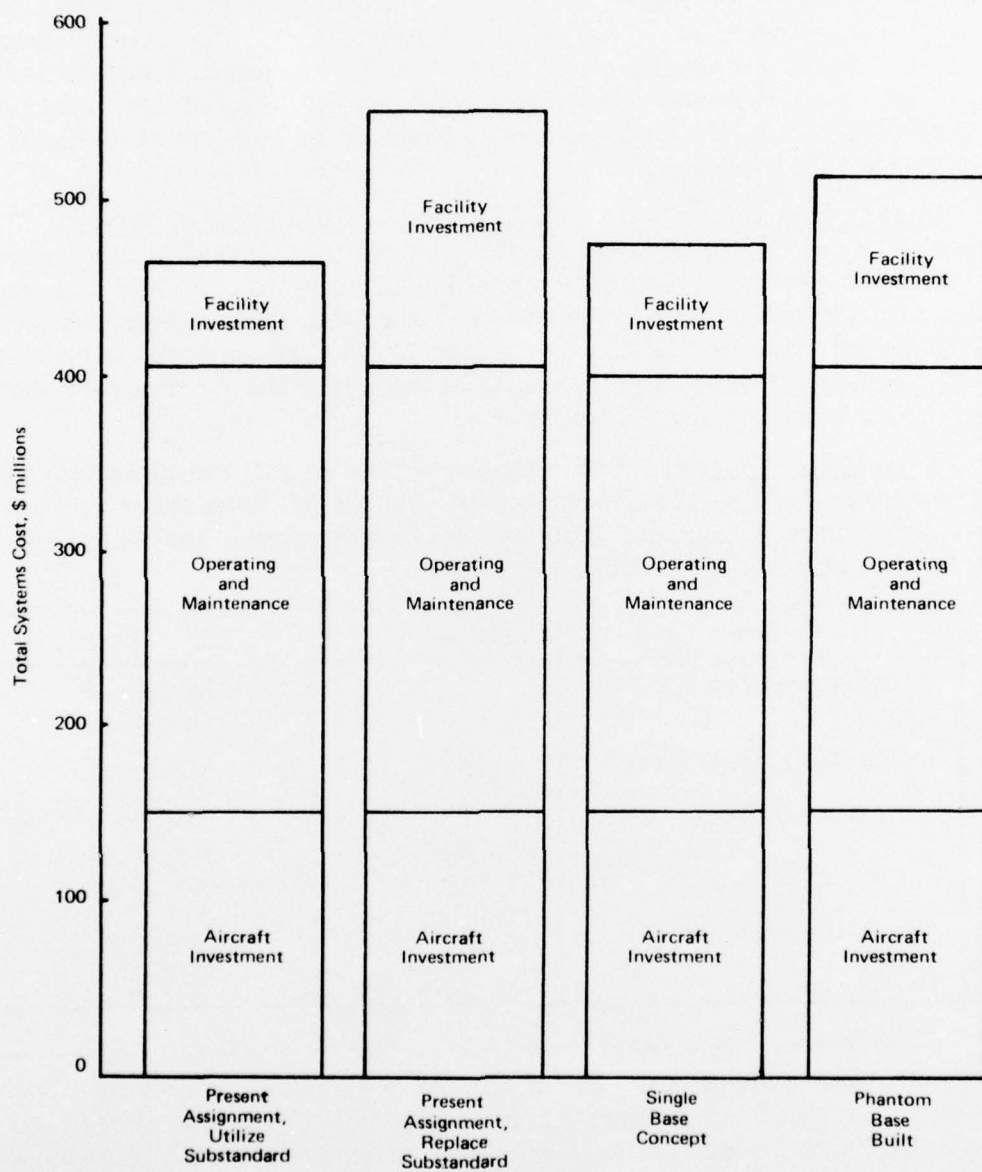 600
500
400
300
200
100
0
Total Systems Cost, $ millions
Facility
Investment
Operating
and
Maintenance
Aircraft
Investment
Present
Assignment,
Utilize
Substandard
Facility
Investment
Operating
and
Maintenance
Aircraft
Investment
Present
Assignment,
Replace
Substandard
Facility
Investment
Operating
and
Maintenance
Aircraft
Investment
Single
Base
Concept
Facility
Investment
Operating
and
Maintenance
Aircraft
Investment
Phantom
Base
Built